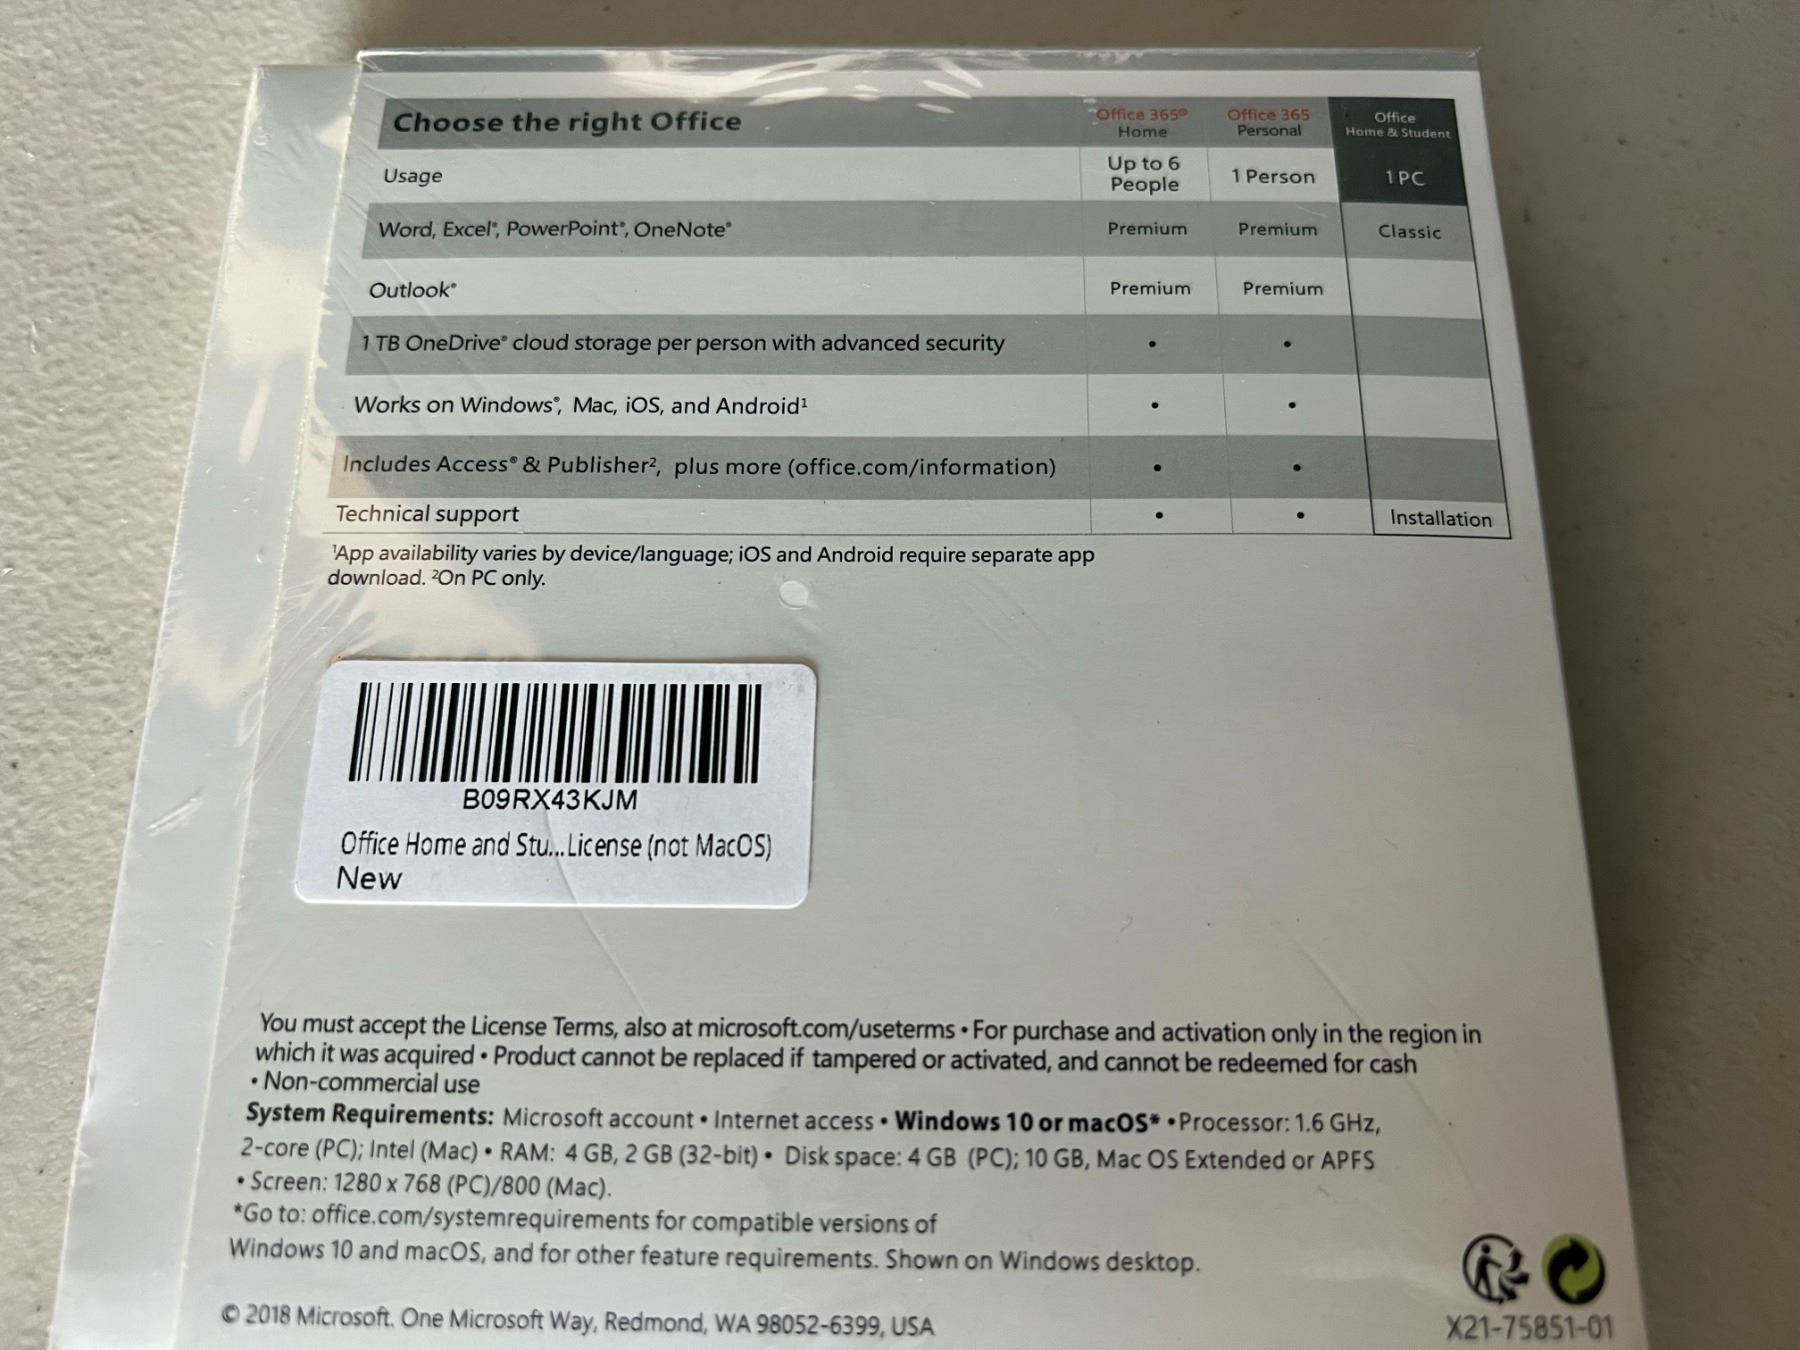 Choose the right Office
Office 365® Home
Office 365 Personal
Office Home & Student
Usage
Up to 6 People
1 Person
1 PC
Word, Excel®, PowerPoint®, OneNote®
Premium
Premium
Classic
Outlook®
Premium
Premium
1 TB OneDrive® cloud storage per person with advanced security
•
•
Works on Windows®, Mac, iOS, and Android¹
•
•
Includes Access® & Publisher², plus more (office.com/information)
•
•
Technical support
•
•
Installation
¹App availability varies by device/language; iOS and Android require separate app
download. ²On PC only.
B09RX43KJM
Office Home and Stu...License (not MacOS)
New
You must accept the License Terms, also at microsoft.com/useterms • For purchase and activation only in the region in
which it was acquired • Product cannot be replaced if tampered or activated, and cannot be redeemed for cash
• Non-commercial use
System Requirements: Microsoft account • Internet access • Windows 10 or macOS* • Processor: 1.6 GHz,
2-core (PC); Intel (Mac) • RAM: 4 GB, 2 GB (32-bit) • Disk space: 4 GB (PC); 10 GB, Mac OS Extended or APFS
• Screen: 1280 x 768 (PC)/800 (Mac).
*Go to: office.com/systemrequirements for compatible versions of
Windows 10 and macOS, and for other feature requirements. Shown on Windows desktop.
© 2018 Microsoft. One Microsoft Way, Redmond, WA 98052-6399, USA
X21-75851-01